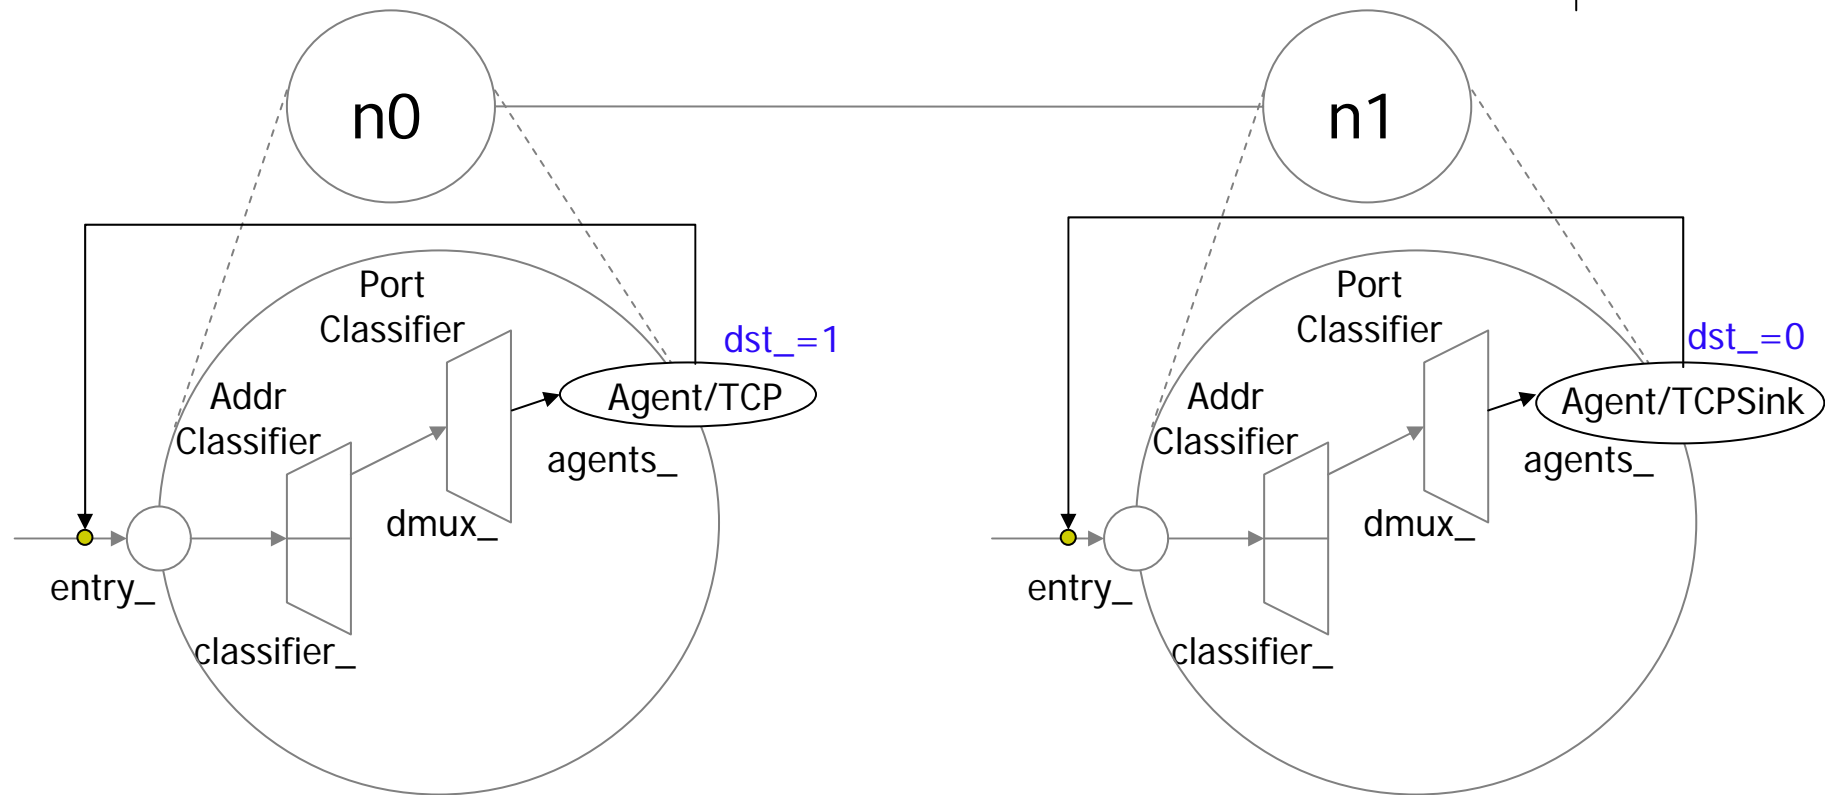 n0
n1
Port
Classifier
dst_=1
Addr
Classifier
Agent/TCP
agents_
dmux_
entry_
classifier_
Port
Classifier
dst_=0
Addr
Classifier
Agent/TCPSink
agents_
dmux_
entry_
classifier_